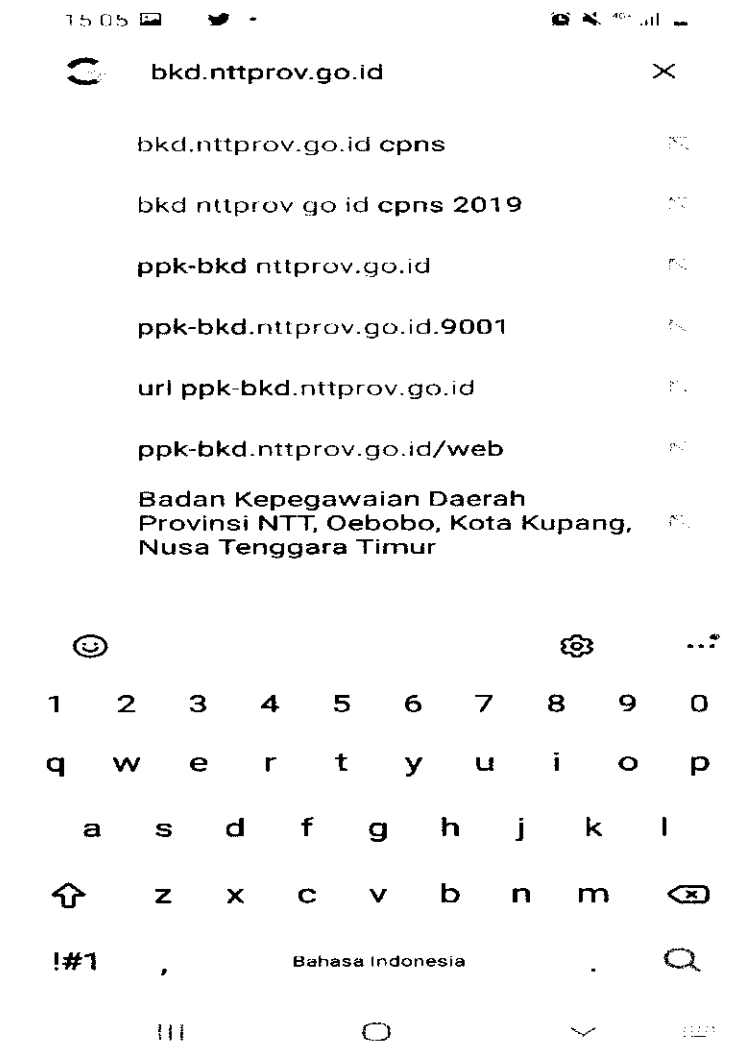 15 05
4G+
bkd.nttprov.go.id
bkd.nttprov.go.id cpns
bkd nttprov go id cpns 2019
ppk-bkd nttprov.go.id
ppk-bkd.nttprov.go.id.9001
url ppk-bkd.nttprov.go.id
ppk-bkd.nttprov.go.id/web
Badan Kepegawaian Daerah
Provinsi NTT, Oebobo, Kota Kupang,
Nusa Tenggara Timur
1 2 3 4 5 6 7 8 9 0
q w e r t y u i o p
a s d f g h j k l
z x c v b n m
!#1 , Bahasa Indonesia .